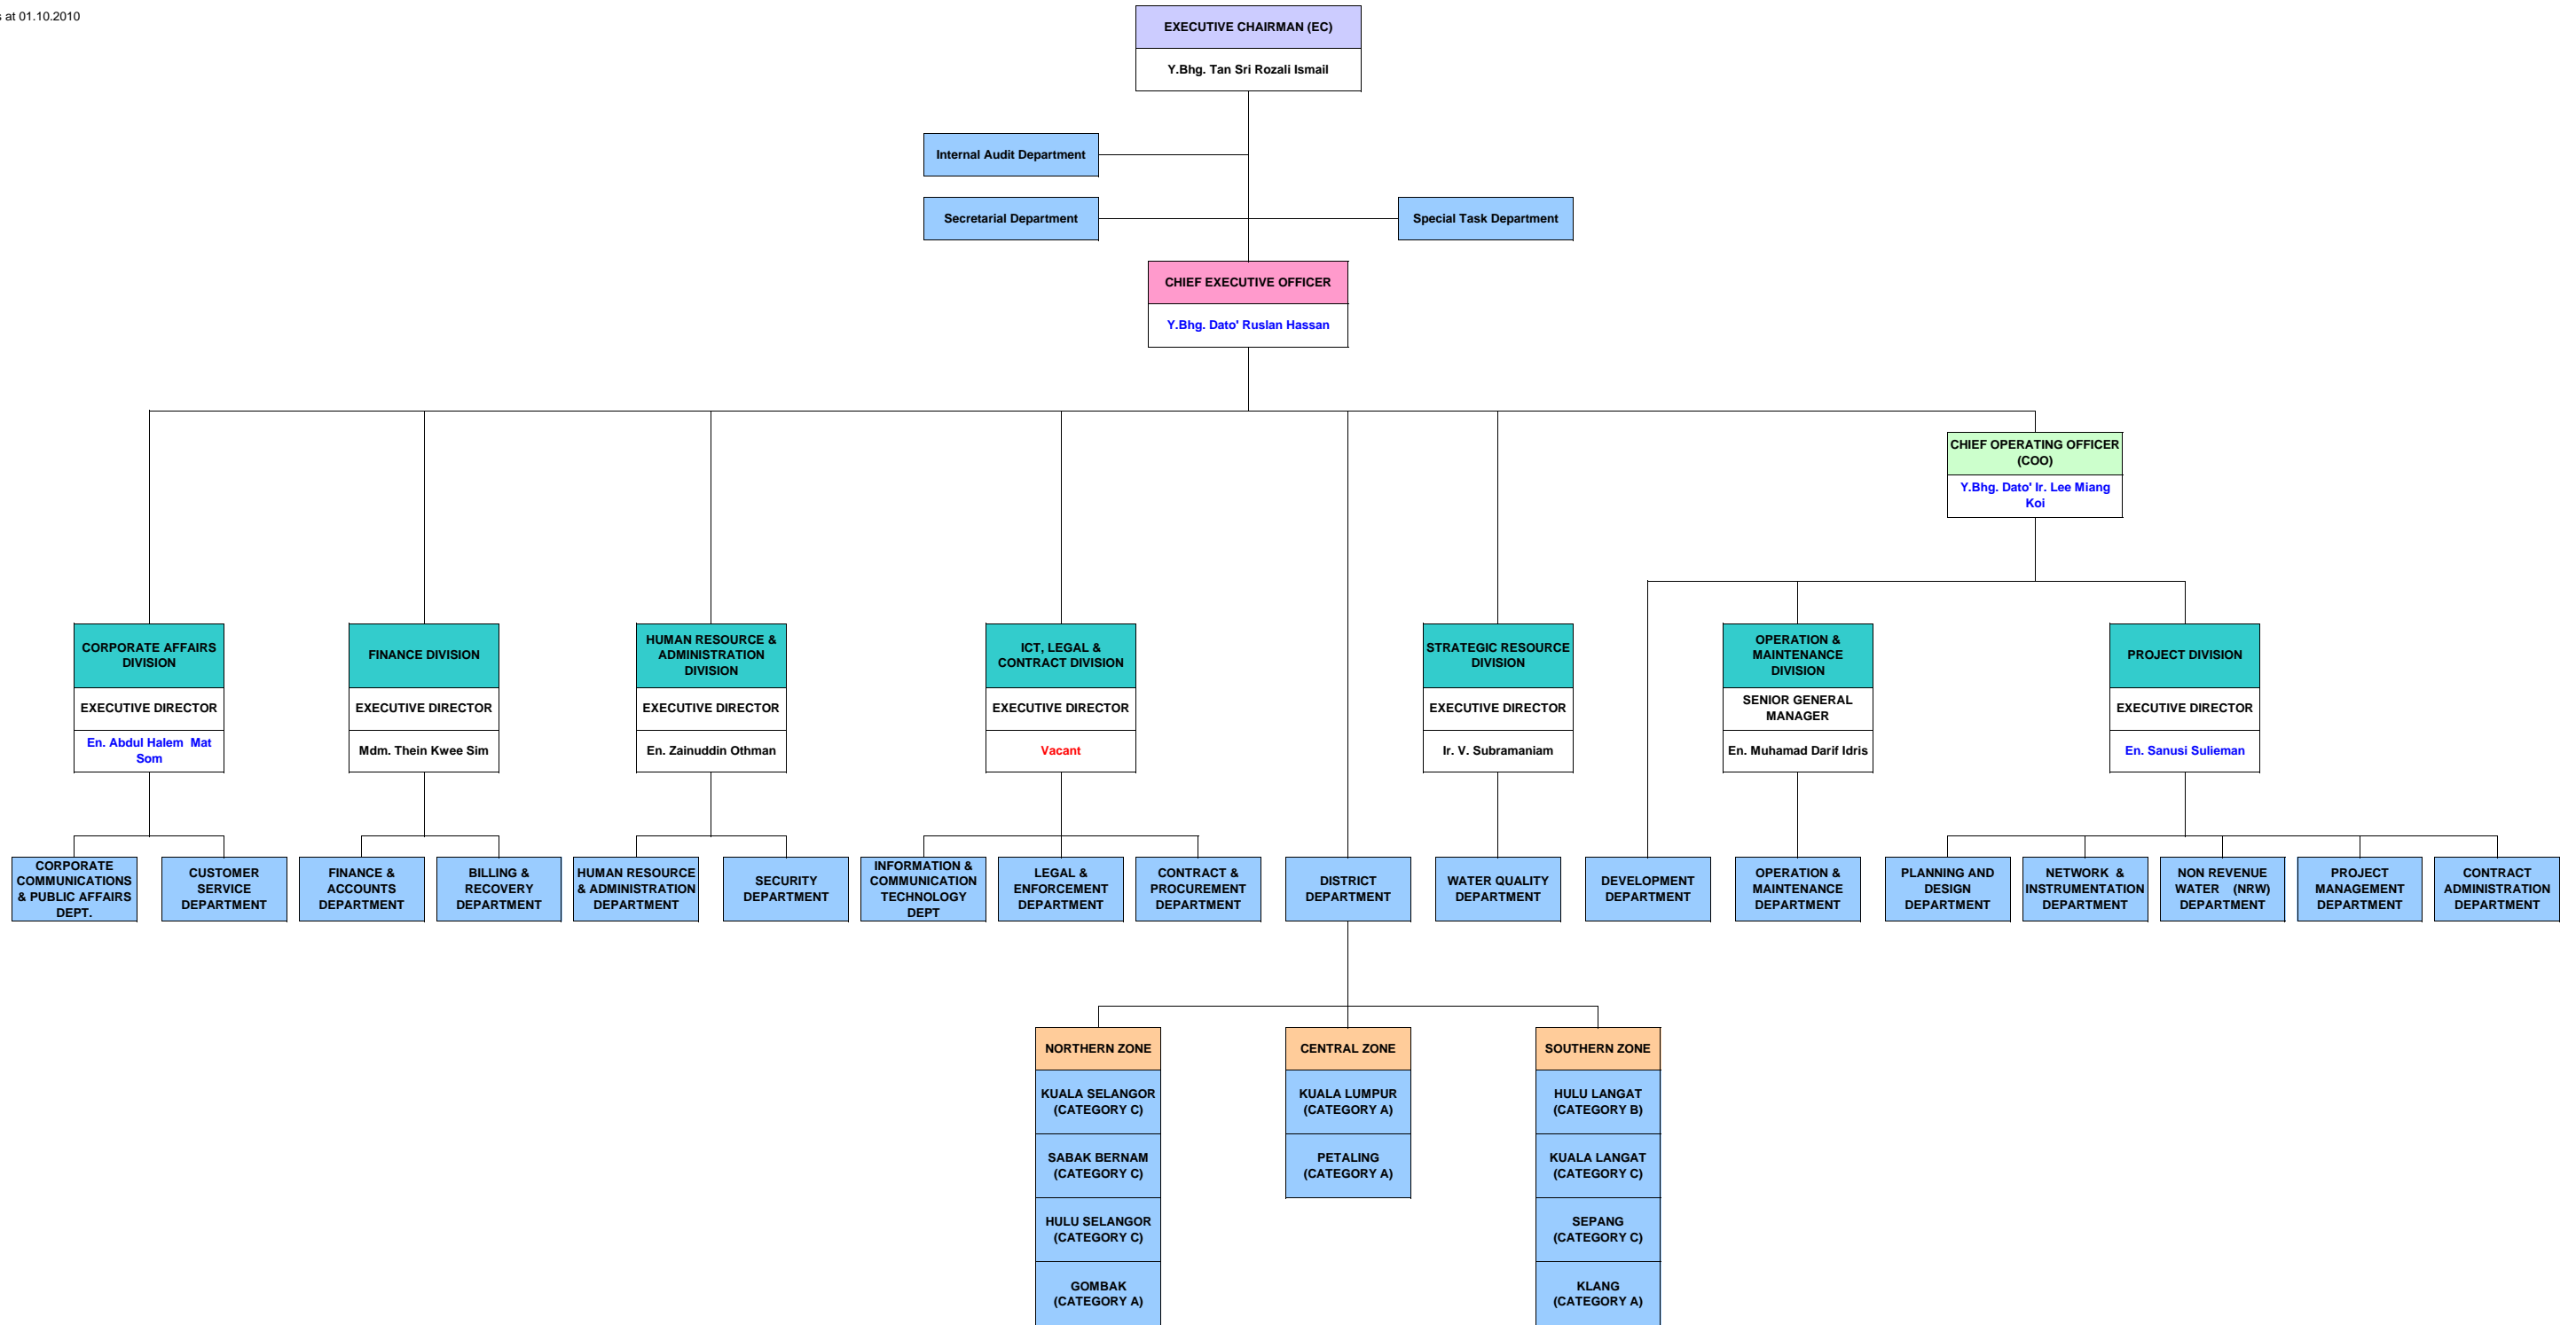 s at 01.10.2010
EXECUTIVE CHAIRMAN (EC)
Y.Bhg. Tan Sri Rozali Ismail
Internal Audit Department
Secretarial Department
Special Task Department
CHIEF EXECUTIVE OFFICER
Y.Bhg. Dato' Ruslan Hassan
CHIEF OPERATING OFFICER
(COO)
Y.Bhg. Dato' Ir. Lee Miang
Koi
CORPORATE AFFAIRS
DIVISION
EXECUTIVE DIRECTOR
En. Abdul Halem Mat
Som
FINANCE DIVISION
EXECUTIVE DIRECTOR
Mdm. Thein Kwee Sim
HUMAN RESOURCE &
ADMINISTRATION
DIVISION
EXECUTIVE DIRECTOR
En. Zainuddin Othman
ICT, LEGAL &
CONTRACT DIVISION
EXECUTIVE DIRECTOR
Vacant
STRATEGIC RESOURCE
DIVISION
EXECUTIVE DIRECTOR
Ir. V. Subramaniam
OPERATION &
MAINTENANCE
DIVISION
SENIOR GENERAL
MANAGER
En. Muhamad Darif Idris
PROJECT DIVISION
EXECUTIVE DIRECTOR
En. Sanusi Sulieman
CORPORATE
COMMUNICATIONS
& PUBLIC AFFAIRS
DEPT.
CUSTOMER
SERVICE
DEPARTMENT
FINANCE &
ACCOUNTS
DEPARTMENT
BILLING &
RECOVERY
DEPARTMENT
HUMAN RESOURCE
& ADMINISTRATION
DEPARTMENT
SECURITY
DEPARTMENT
INFORMATION &
COMMUNICATION
TECHNOLOGY
DEPT
LEGAL &
ENFORCEMENT
DEPARTMENT
CONTRACT &
PROCUREMENT
DEPARTMENT
DISTRICT
DEPARTMENT
WATER QUALITY
DEPARTMENT
DEVELOPMENT
DEPARTMENT
OPERATION &
MAINTENANCE
DEPARTMENT
PLANNING AND
DESIGN
DEPARTMENT
NETWORK &
INSTRUMENTATION
DEPARTMENT
NON REVENUE
WATER (NRW)
DEPARTMENT
PROJECT
MANAGEMENT
DEPARTMENT
CONTRACT
ADMINISTRATION
DEPARTMENT
NORTHERN ZONE
KUALA SELANGOR
(CATEGORY C)
SABAK BERNAM
(CATEGORY C)
HULU SELANGOR
(CATEGORY C)
GOMBAK
(CATEGORY A)
CENTRAL ZONE
KUALA LUMPUR
(CATEGORY A)
PETALING
(CATEGORY A)
SOUTHERN ZONE
HULU LANGAT
(CATEGORY B)
KUALA LANGAT
(CATEGORY C)
SEPANG
(CATEGORY C)
KLANG
(CATEGORY A)